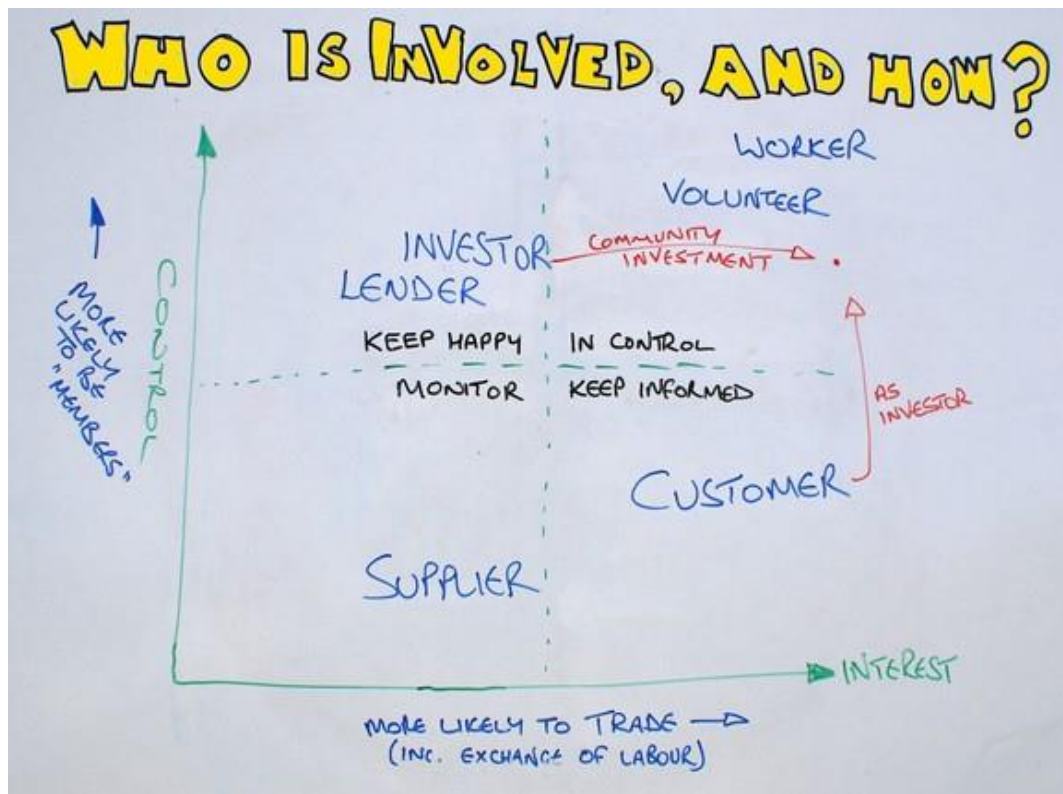 WHO IS INVOLVED, AND HOW?
WORKER
VOLUNTEER
INVESTOR
COMMUNITY
INVESTMENT
LENDER
KEEP HAPPY
IN CONTROL
MONITOR
KEEP INFORMED
CONTROL
MORE
LIKELY
TO BE
"MEMBERS"
AS
INVESTOR
CUSTOMER
SUPPLIER
INTEREST
MORE LIKELY TO TRADE
(INC. EXCHANGE OF LABOUR)